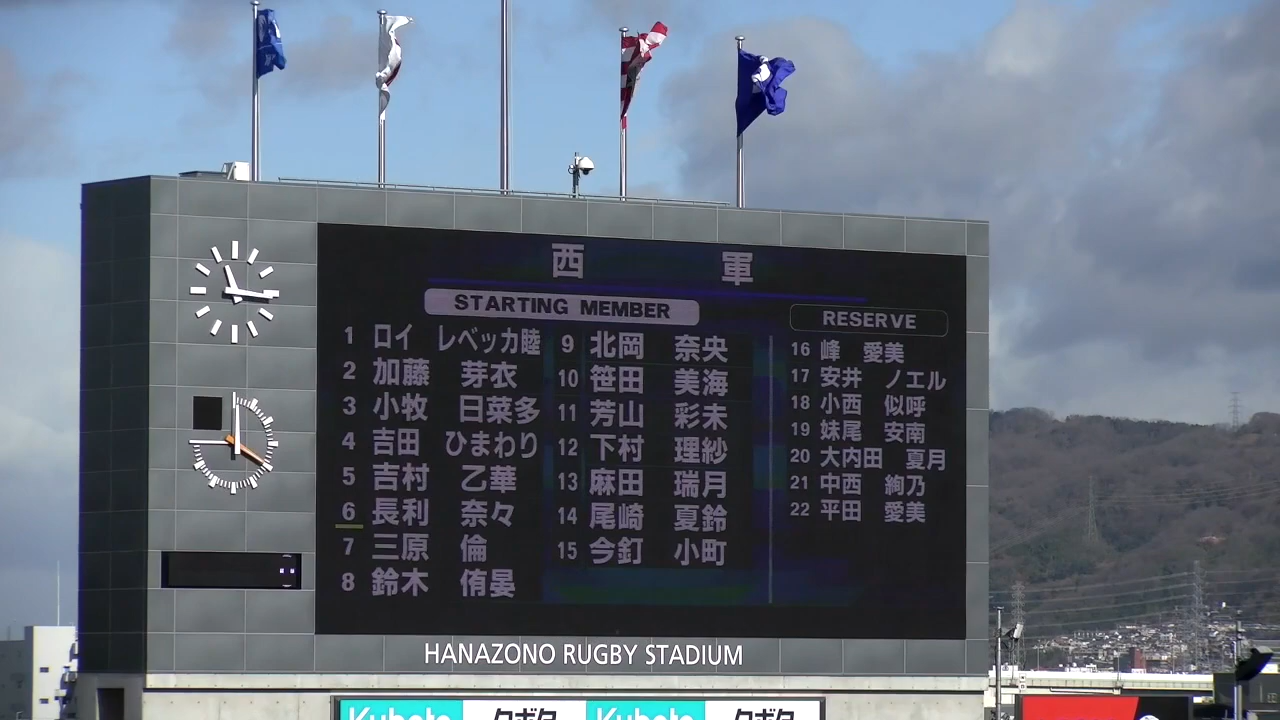 西 軍
STARTING MEMBER
1 ロイ レベッカ陸
2 加藤 芽衣
3 小牧 日菜多
4 吉田 ひまわり
5 吉村 乙華
6 長利 奈々
7 三原 倫
8 鈴木 侑晏
9 北岡 奈央
10 笹田 美海
11 芳山 彩未
12 下村 理紗
13 麻田 瑞月
14 尾崎 夏鈴
15 今釘 小町
RESERVE
16 峰 愛美
17 安井 ノエル
18 小西 似呼
19 妹尾 安南
20 大内田 夏月
21 中西 絢乃
22 平田 愛美
HANAZONO RUGBY STADIUM
Kubota クボタ Kubota クボタ